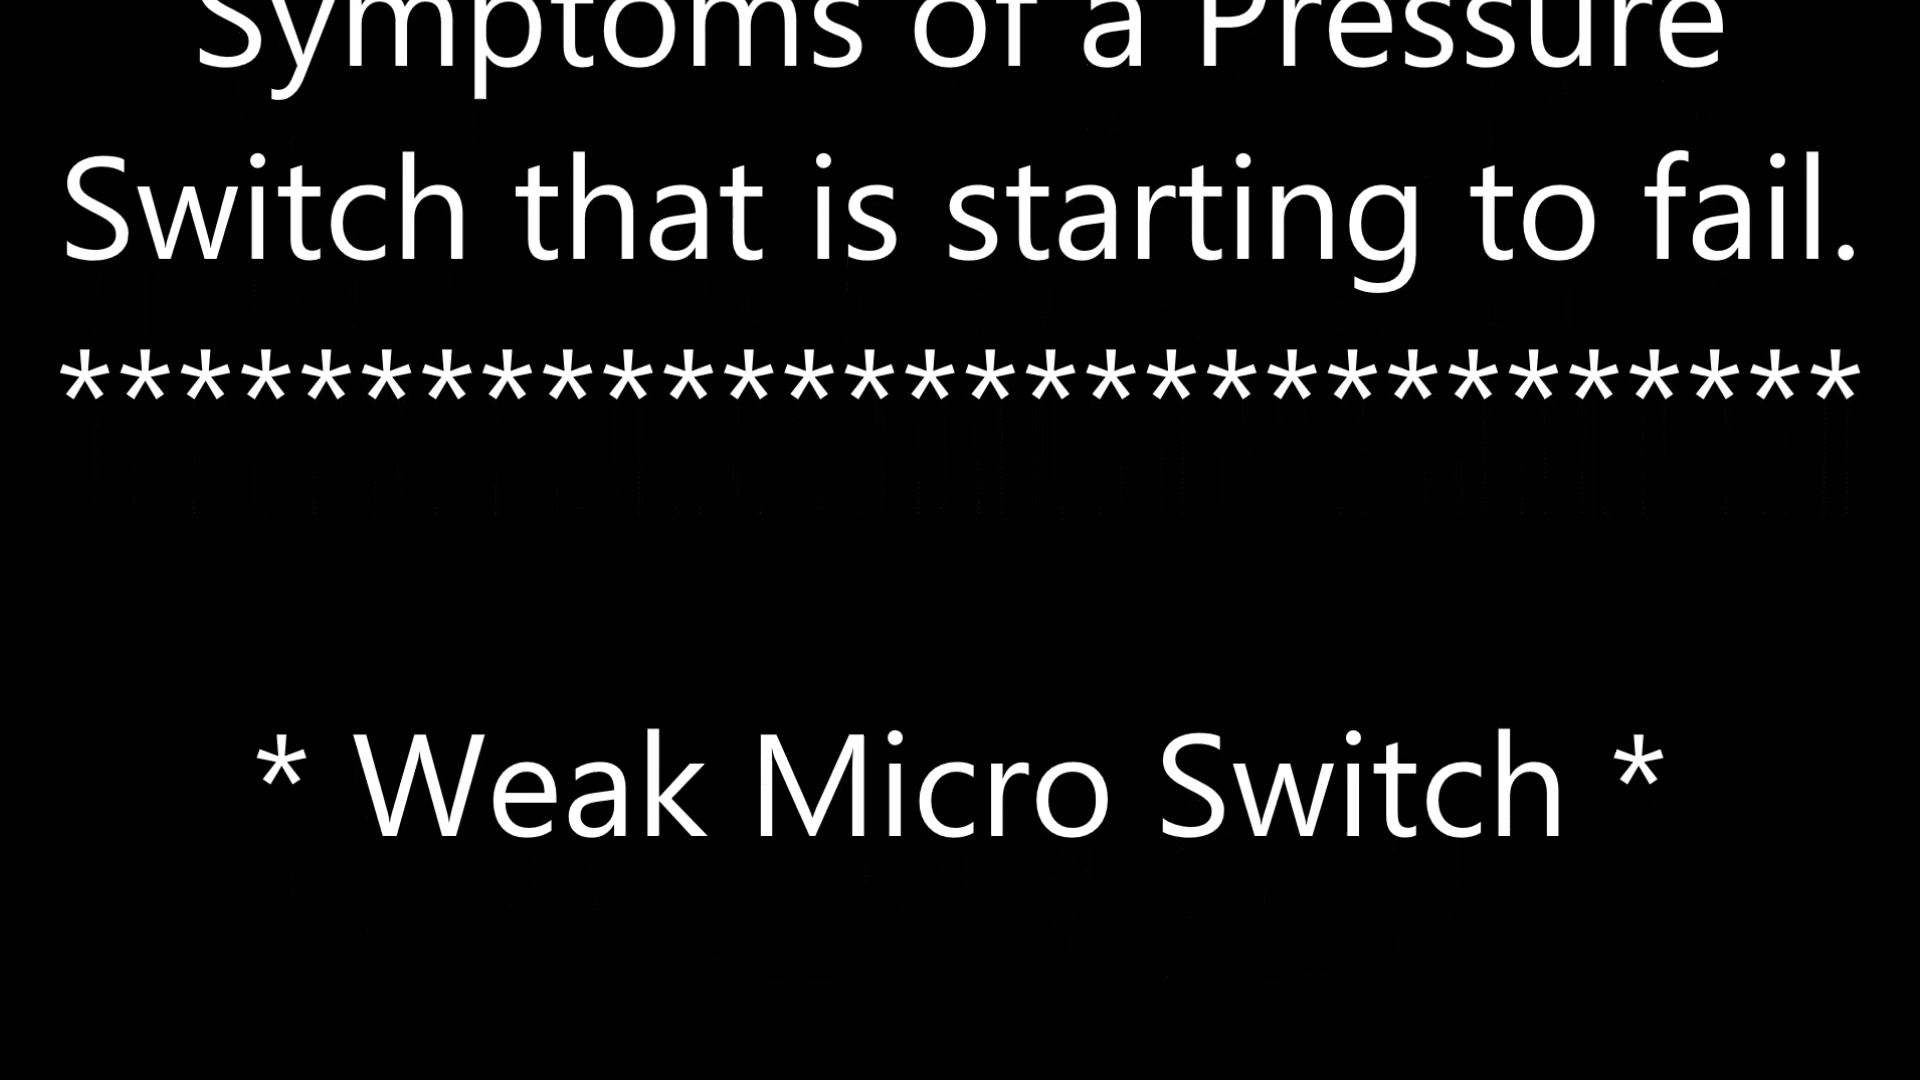 Symptoms of a Pressure
Switch that is starting to fail.
******************************
* Weak Micro Switch *